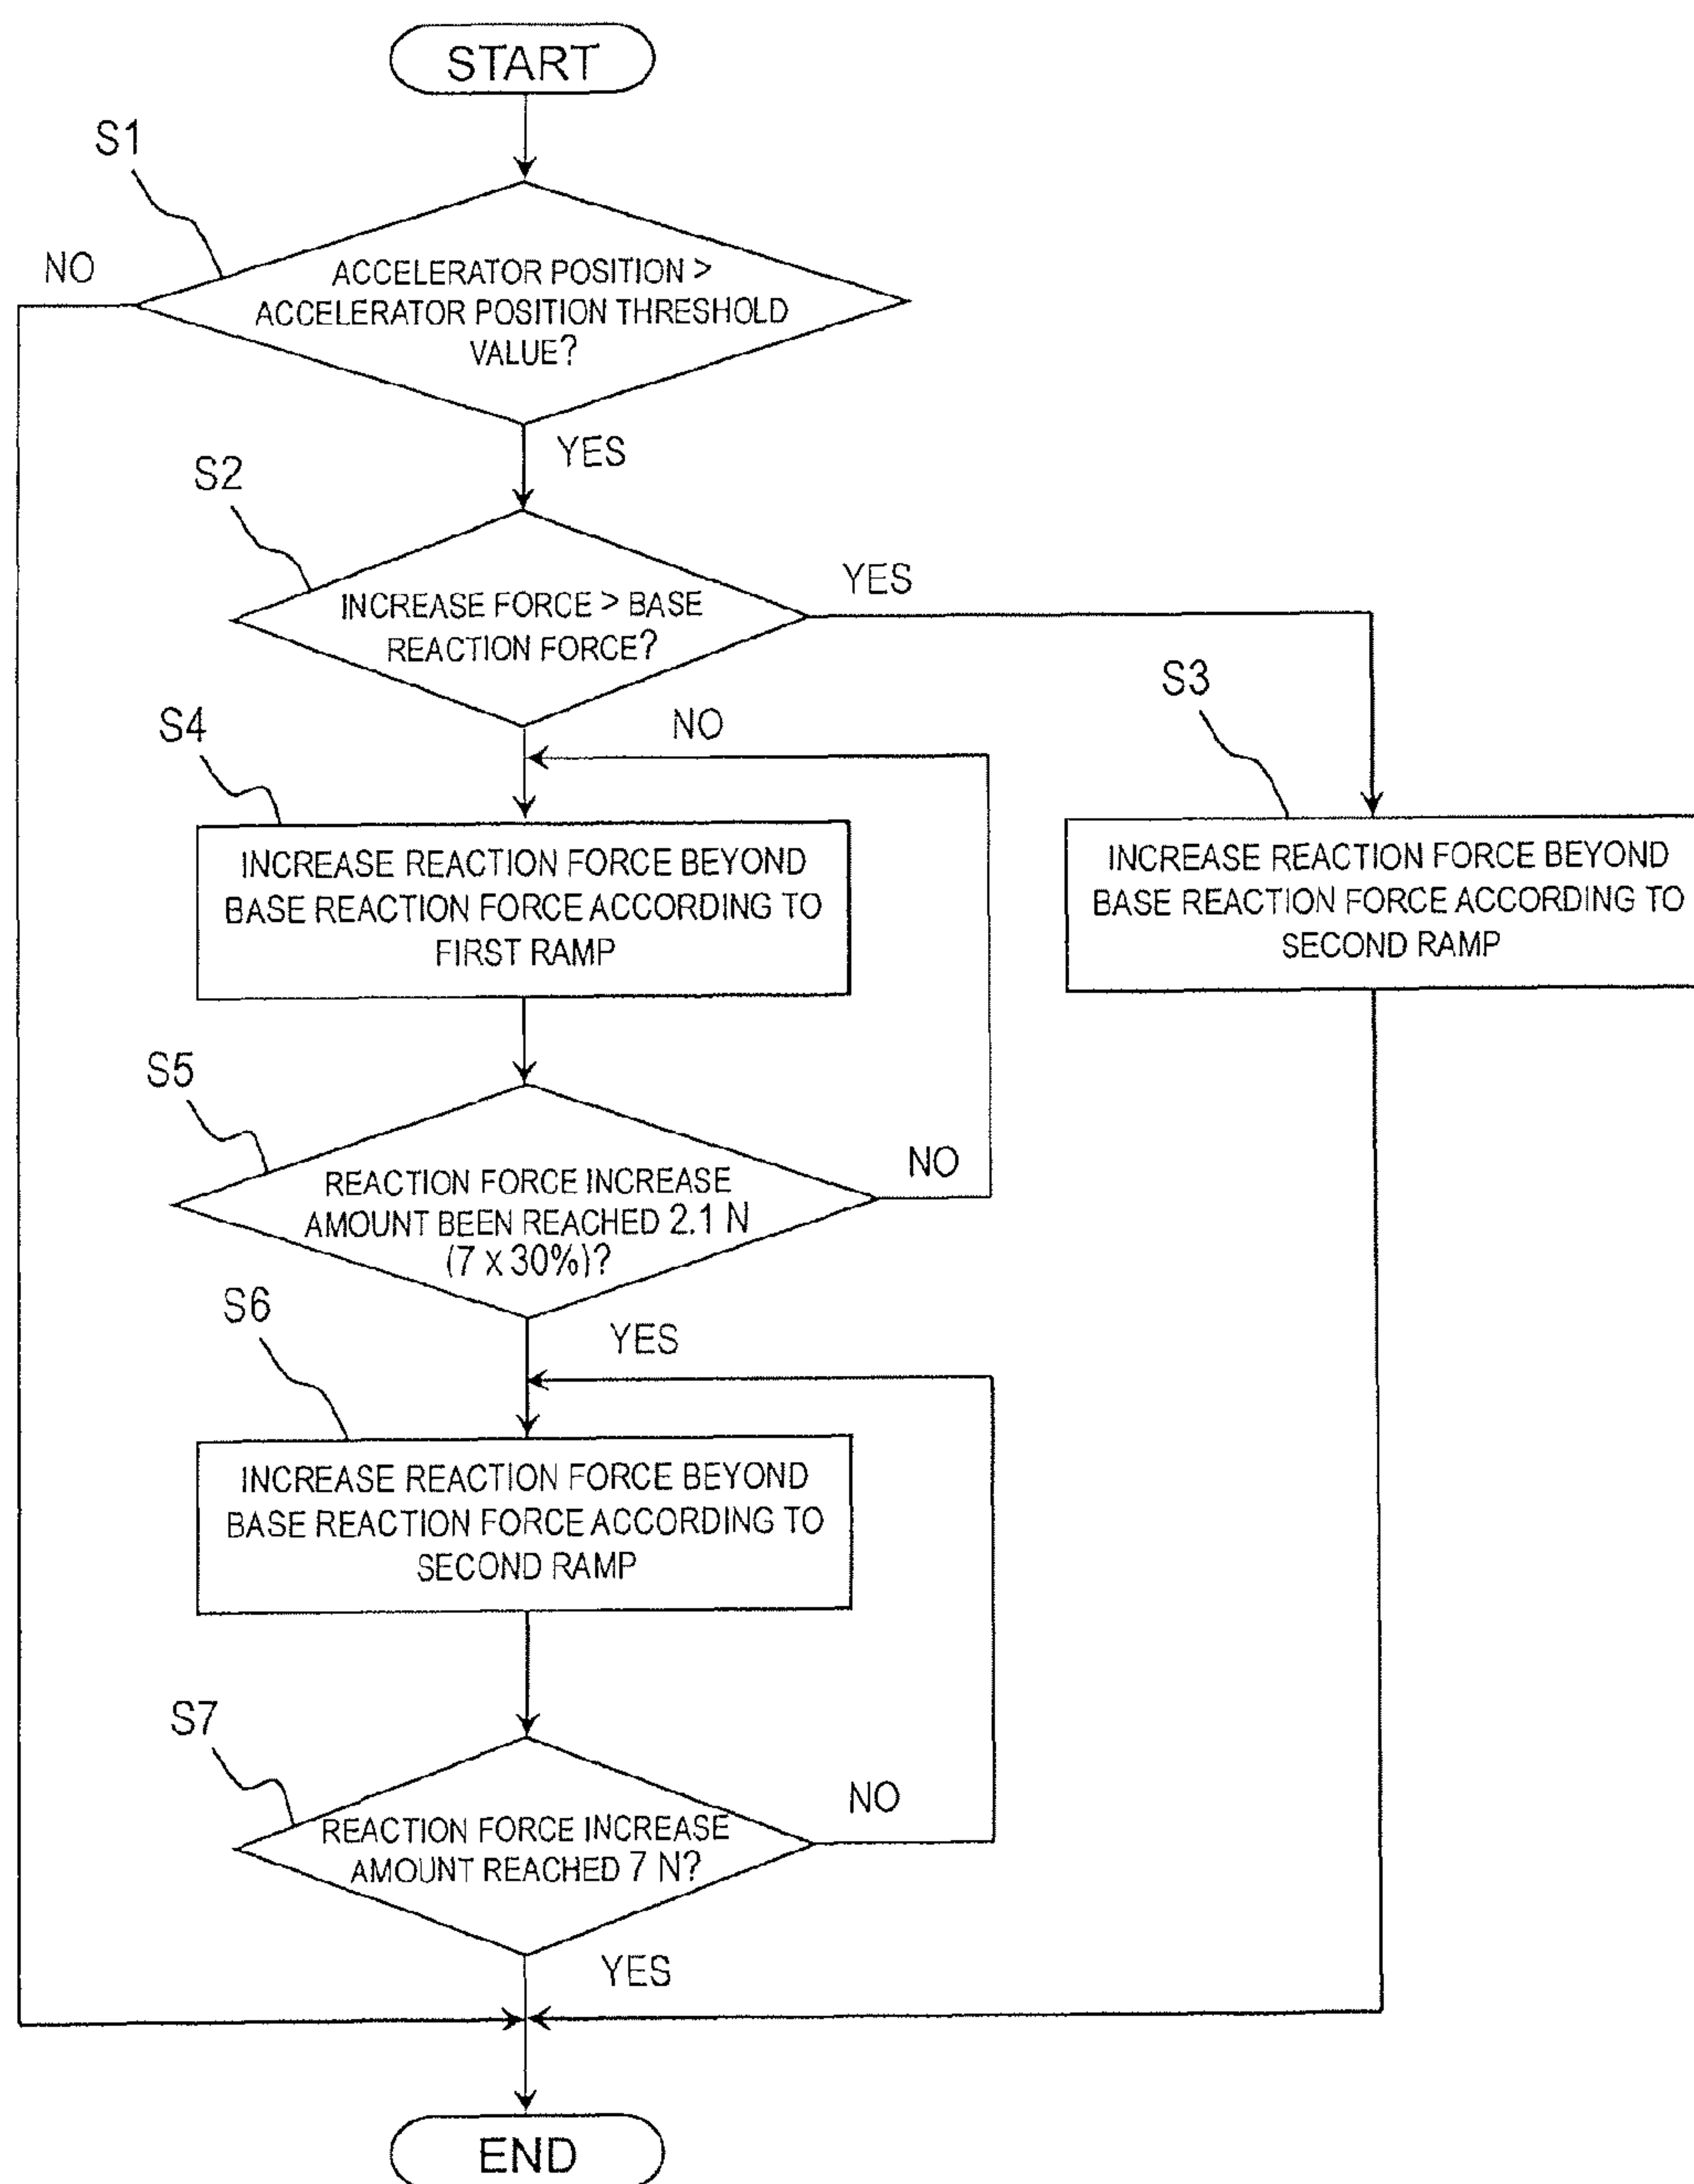 START
S1
NO
ACCELERATOR POSITION >
ACCELERATOR POSITION THRESHOLD
VALUE?
YES
S2
INCREASE FORCE > BASE
REACTION FORCE?
YES
S3
INCREASE REACTION FORCE BEYOND
BASE REACTION FORCE ACCORDING TO
SECOND RAMP
NO
S4
INCREASE REACTION FORCE BEYOND
BASE REACTION FORCE ACCORDING TO
FIRST RAMP
S5
REACTION FORCE INCREASE
AMOUNT BEEN REACHED 2.1 N
(7 x 30%)?
NO
YES
S6
INCREASE REACTION FORCE BEYOND
BASE REACTION FORCE ACCORDING TO
SECOND RAMP
S7
REACTION FORCE INCREASE
AMOUNT REACHED 7 N?
NO
YES
END